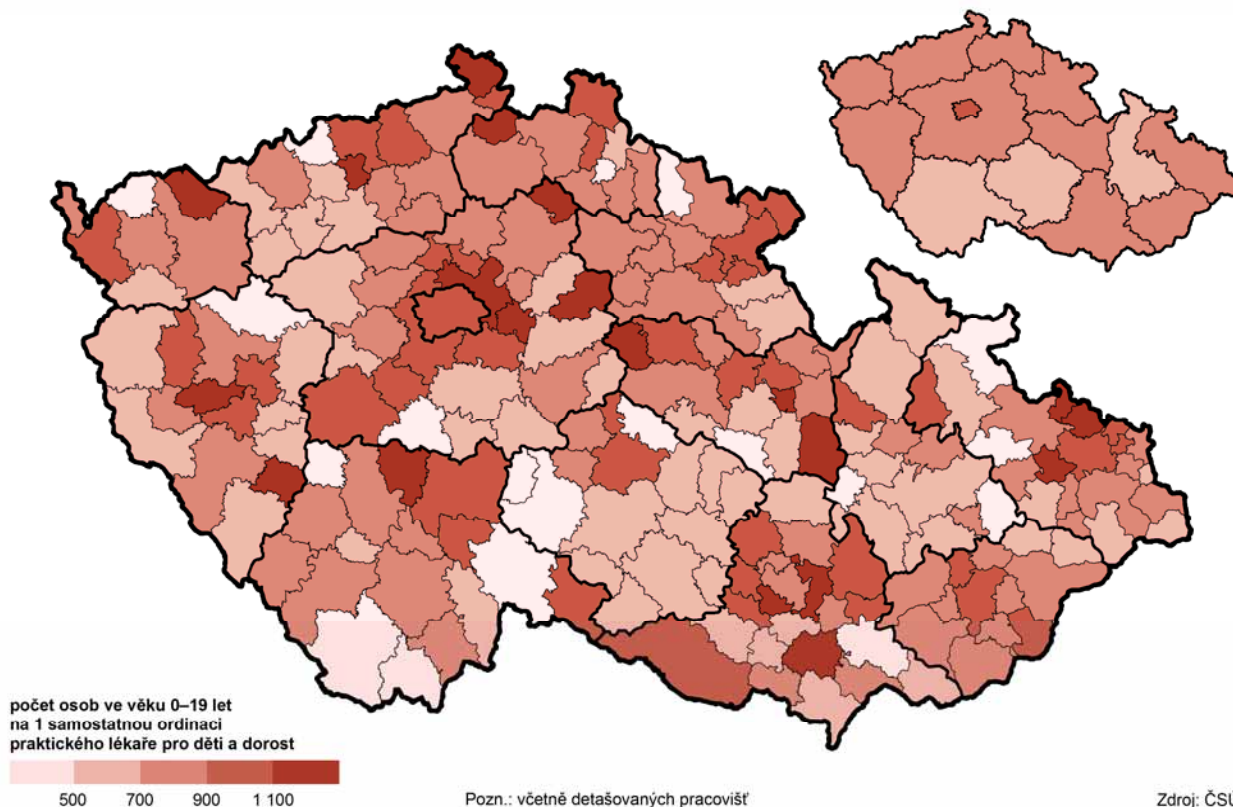 počet osob ve věku 0–19 let
na 1 samostatnou ordinaci
praktického lékaře pro děti a dorost
500 700 900 1 100
Pozn.: včetně detašovaných pracovišť
Zdroj: ČSÚ